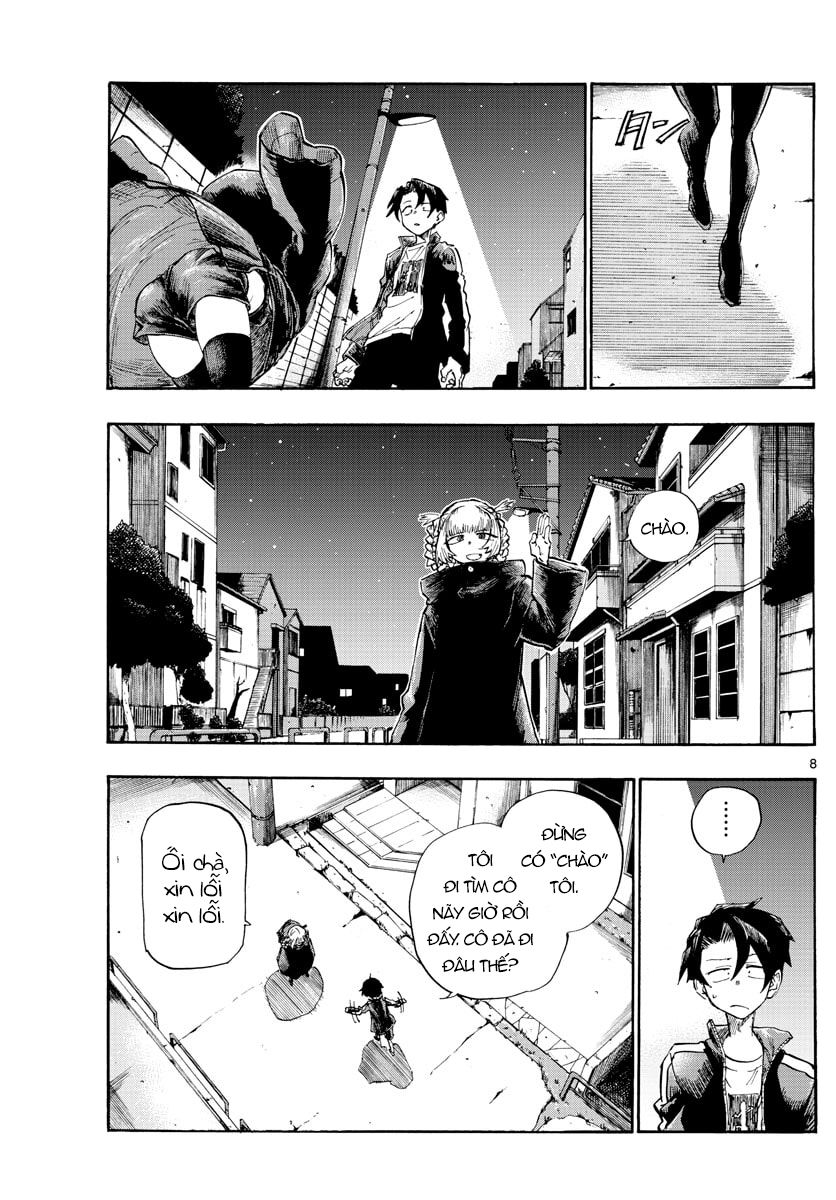 タン
CHÀO.
8
......
ĐỪNG
CÓ “CHÀO”
TÔI.
TÔI
ĐI TÌM CÔ
NÃY GIỜ RỒI
ĐẤY. CÔ ĐÃ ĐI
ĐÂU THẾ?
Ối chà,
xin lỗi
xin lỗi.